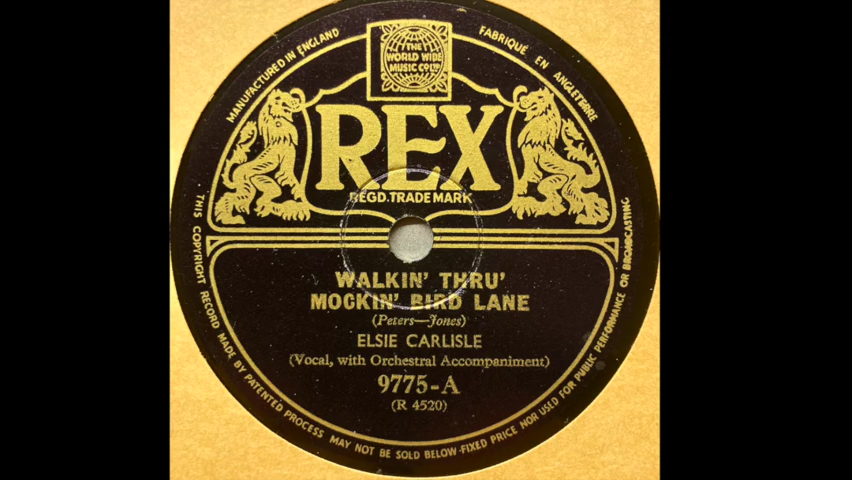 MANUFACTURED IN ENGLAND
FABRIQUÉ EN ANGLETERRE
THE
WORLD WIDE
MUSIC CO LTD
REX
REGD. TRADE MARK
WALKIN' THRU'
MOCKIN' BIRD LANE
(Peters—Jones)
ELSIE CARLISLE
(Vocal, with Orchestral Accompaniment)
9775-A
(R 4520)
THIS COPYRIGHT RECORD MADE BY PATENTED PROCESS MAY NOT BE SOLD BELOW-FIXED PRICE NOR USED FOR PUBLIC PERFORMANCE OR BROADCASTING